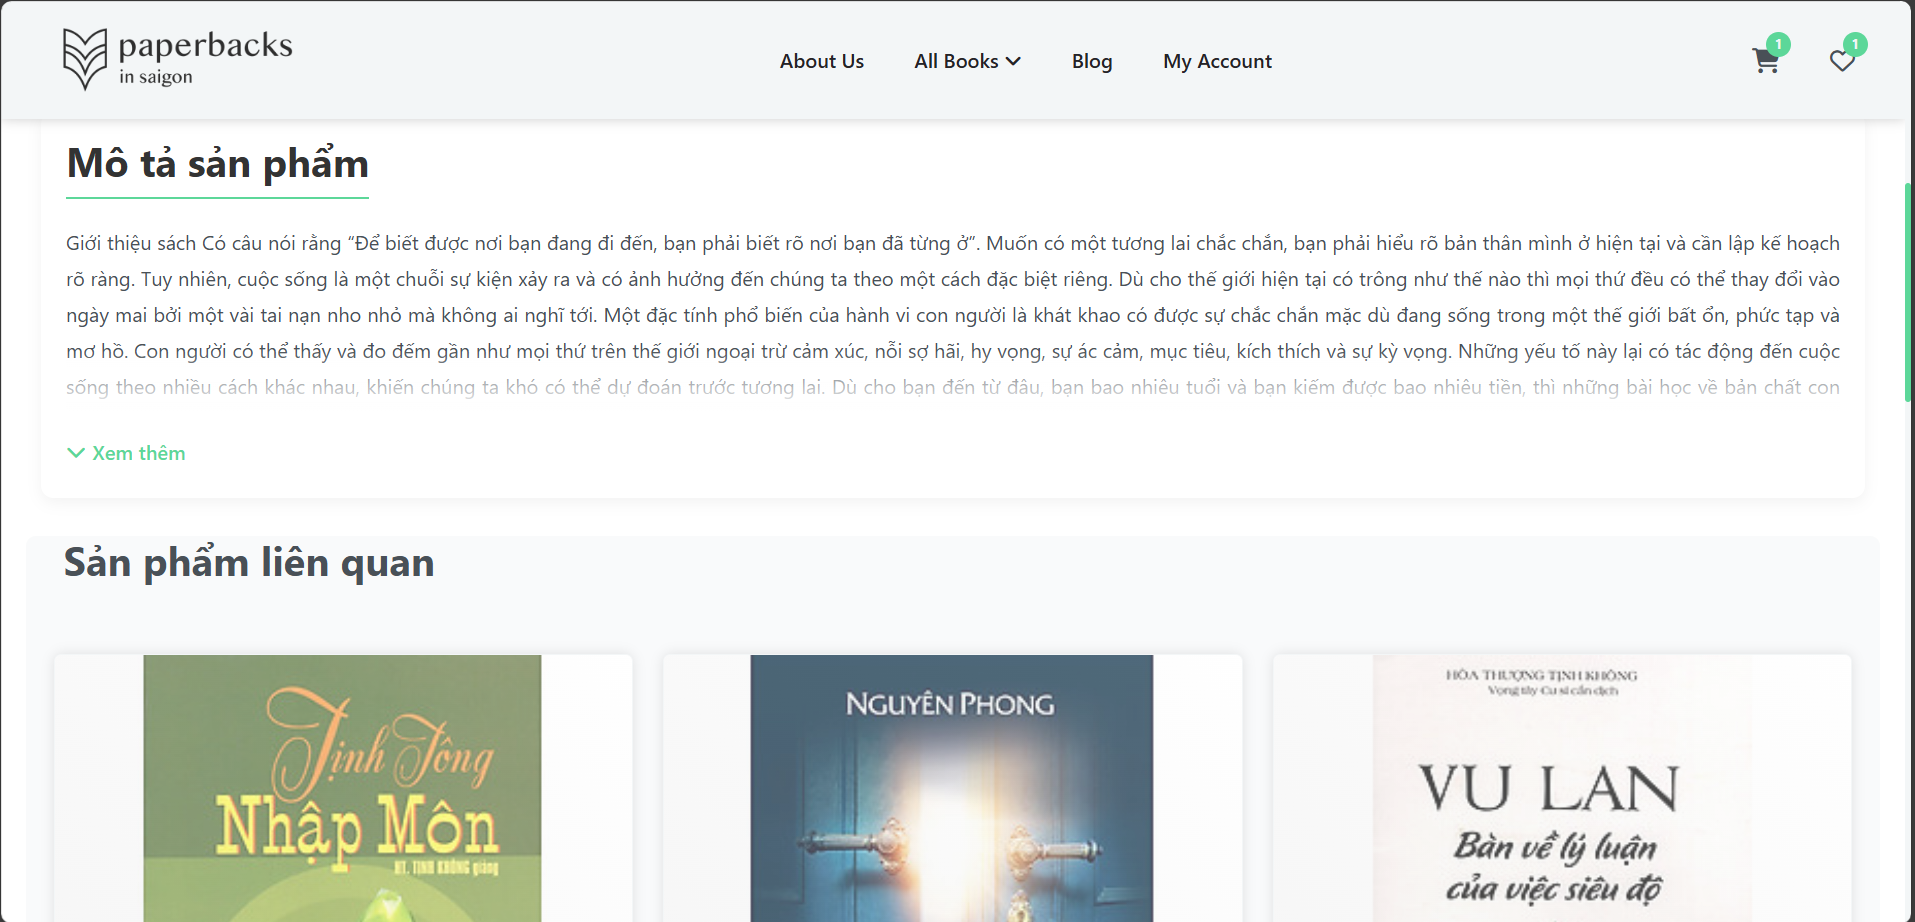 paperbacks
in saigon
About Us
All Books
Blog
My Account
1
1
Mô tả sản phẩm
Giới thiệu sách Có câu nói rằng “Để biết được nơi bạn đang đi đến, bạn phải biết rõ nơi bạn đã từng ở”. Muốn có một tương lai chắc chắn, bạn phải hiểu rõ bản thân mình ở hiện tại và cần lập kế hoạch
rõ ràng. Tuy nhiên, cuộc sống là một chuỗi sự kiện xảy ra và có ảnh hưởng đến chúng ta theo một cách đặc biệt riêng. Dù cho thế giới hiện tại có trông như thế nào thì mọi thứ đều có thể thay đổi vào
ngày mai bởi một vài tai nạn nho nhỏ mà không ai nghĩ tới. Một đặc tính phổ biến của hành vi con người là khát khao có được sự chắc chắn mặc dù đang sống trong một thế giới bất ổn, phức tạp và
mơ hồ. Con người có thể thấy và đo đếm gần như mọi thứ trên thế giới ngoại trừ cảm xúc, nỗi sợ hãi, hy vọng, sự ác cảm, mục tiêu, kích thích và sự kỳ vọng. Những yếu tố này lại có tác động đến cuộc
sống theo nhiều cách khác nhau, khiến chúng ta khó có thể dự đoán trước tương lai. Dù cho bạn đến từ đâu, bạn bao nhiêu tuổi và bạn kiếm được bao nhiêu tiền, thì những bài học về bản chất con
Xem thêm
Sản phẩm liên quan
Tịnh Tông
Nhập Môn
HT. TỊNH KHÔNG giảng
NGUYÊN PHONG
HÒA THƯỢNG TỊNH KHÔNG
Vọng Tây Cư sĩ cẩn dịch
VU LAN
Bàn về lý luận
của việc siêu độ